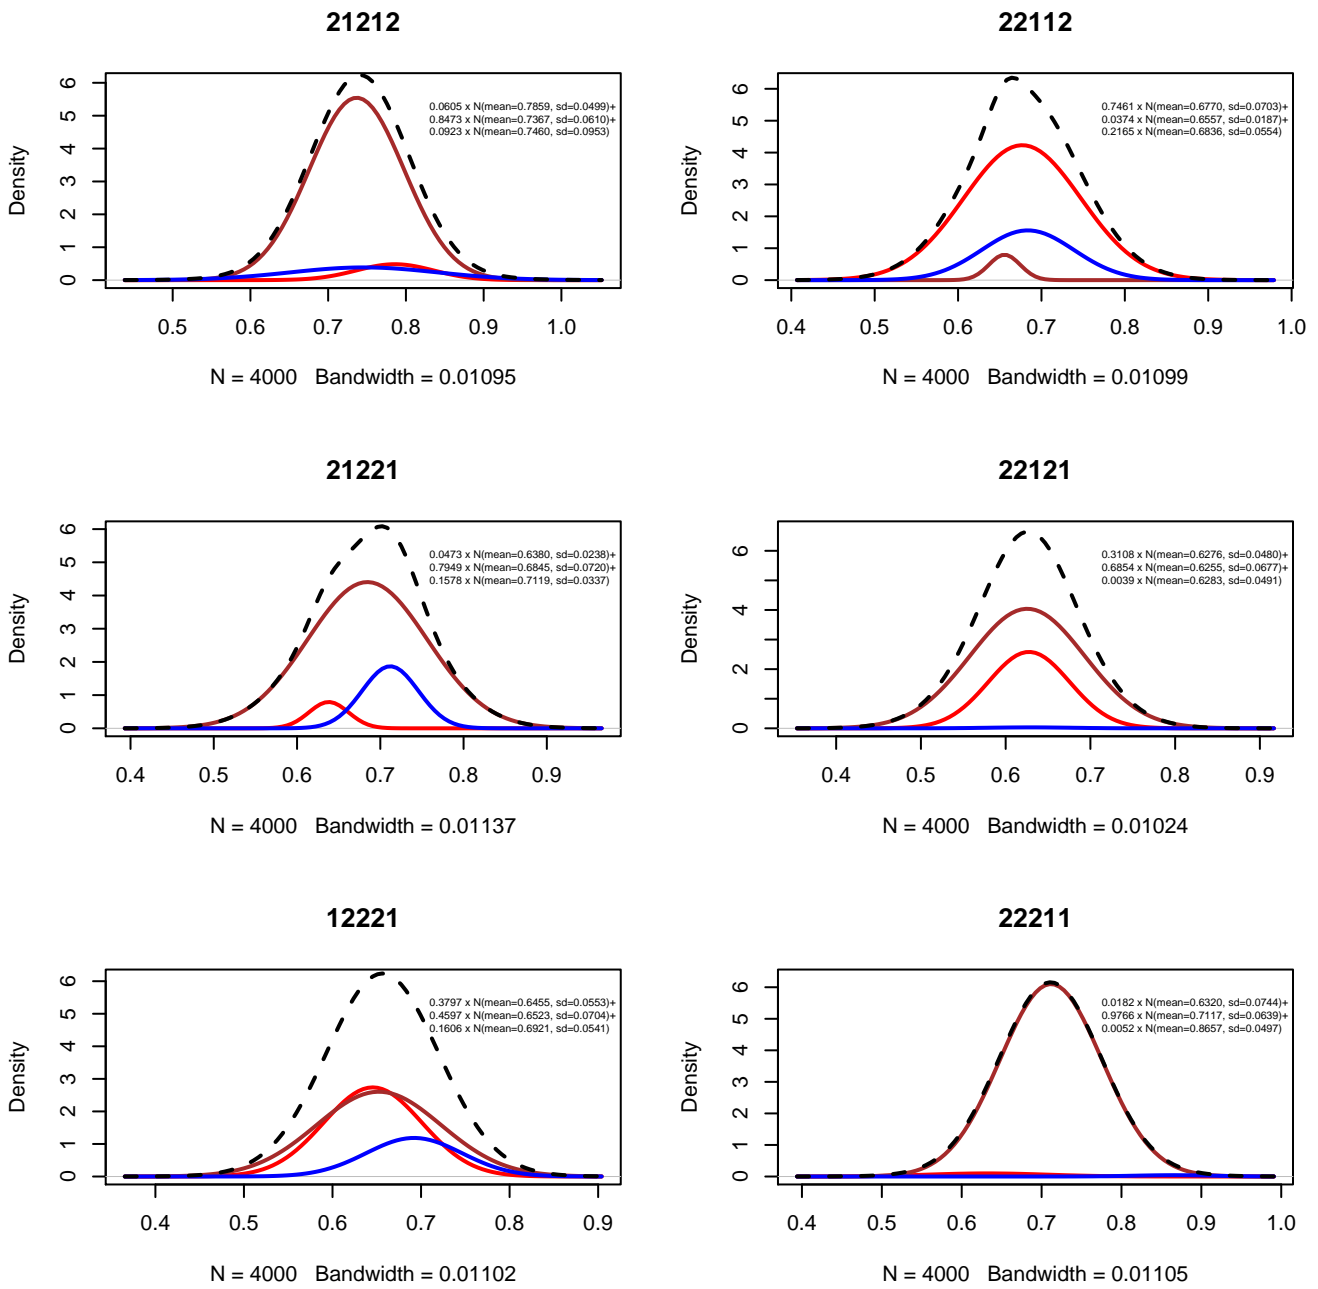 21212
Density
0 1 2 3 4 5 6
0.0605 x N(mean=0.7859, sd=0.0499)+
0.8473 x N(mean=0.7367, sd=0.0610)+
0.0923 x N(mean=0.7460, sd=0.0953)
0.5 0.6 0.7 0.8 0.9 1.0
N = 4000 Bandwidth = 0.01095
22112
Density
0 1 2 3 4 5 6
0.7461 x N(mean=0.6770, sd=0.0703)+
0.0374 x N(mean=0.6557, sd=0.0187)+
0.2165 x N(mean=0.6836, sd=0.0554)
0.4 0.5 0.6 0.7 0.8 0.9 1.0
N = 4000 Bandwidth = 0.01099
21221
Density
0 1 2 3 4 5 6
0.0473 x N(mean=0.6380, sd=0.0238)+
0.7949 x N(mean=0.6845, sd=0.0720)+
0.1578 x N(mean=0.7119, sd=0.0337)
0.4 0.5 0.6 0.7 0.8 0.9
N = 4000 Bandwidth = 0.01137
22121
Density
0 2 4 6
0.3108 x N(mean=0.6276, sd=0.0480)+
0.6854 x N(mean=0.6255, sd=0.0677)+
0.0039 x N(mean=0.6283, sd=0.0491)
0.4 0.5 0.6 0.7 0.8 0.9
N = 4000 Bandwidth = 0.01024
12221
Density
0 1 2 3 4 5 6
0.3797 x N(mean=0.6455, sd=0.0553)+
0.4597 x N(mean=0.6523, sd=0.0704)+
0.1606 x N(mean=0.6921, sd=0.0541)
0.4 0.5 0.6 0.7 0.8 0.9
N = 4000 Bandwidth = 0.01102
22211
Density
0 1 2 3 4 5 6
0.0182 x N(mean=0.6320, sd=0.0744)+
0.9766 x N(mean=0.7117, sd=0.0639)+
0.0052 x N(mean=0.8657, sd=0.0497)
0.4 0.5 0.6 0.7 0.8 0.9 1.0
N = 4000 Bandwidth = 0.01105